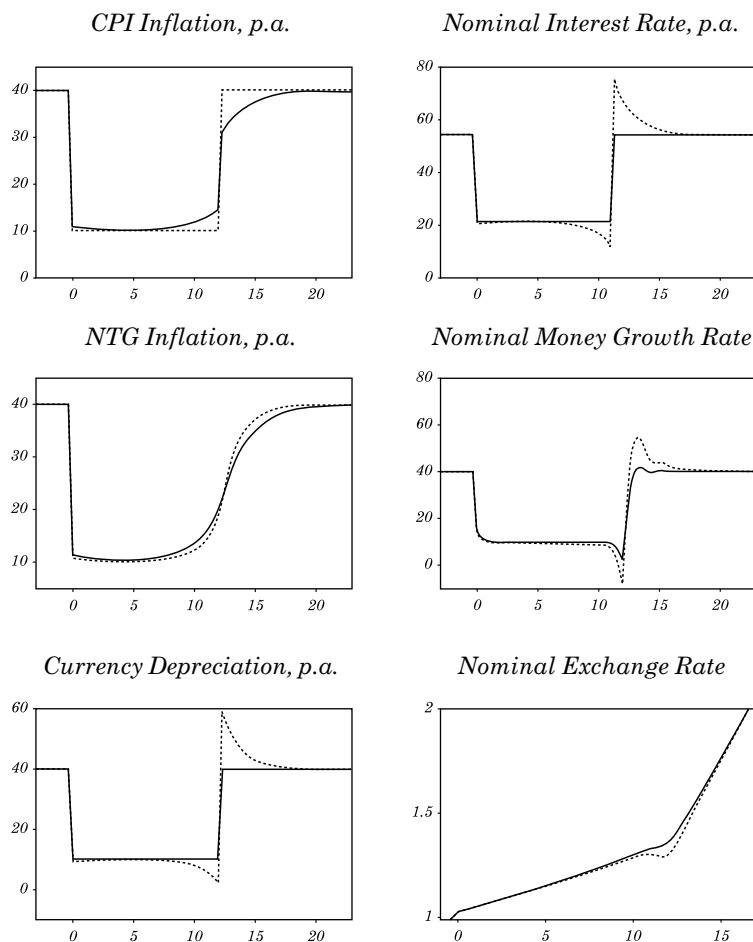 CPI Inflation, p.a.
40
30
20
10
0
0 5 10 15 20
Nominal Interest Rate, p.a.
80
60
40
20
0
0 5 10 15 20
NTG Inflation, p.a.
40
30
20
10
0 5 10 15 20
Nominal Money Growth Rate
80
60
40
20
0
0 5 10 15 20
Currency Depreciation, p.a.
60
40
20
0
0 5 10 15 20
Nominal Exchange Rate
2
1.5
1
0 5 10 15